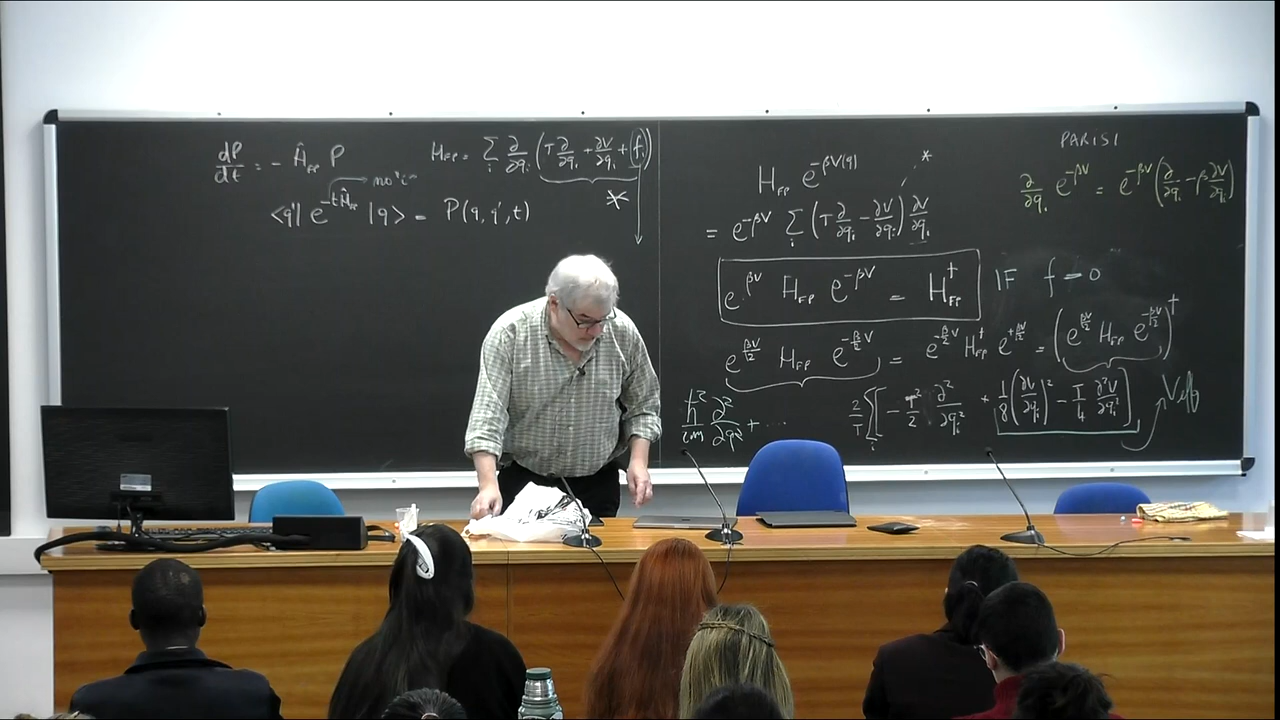 dP/dt = - Ĥ_FP P
H_FP = Σ_i ∂/∂q_i (T ∂/∂q_i + ∂V/∂q_i + f_i)
no "i"
⟨q'| e^{-tĤ_FP} |q⟩ = P(q, q', t)
*
H_FP e^{-βV(q)}
*
= e^{-βV} Σ_i (T ∂/∂q_i - ∂V/∂q_i) ∂V/∂q_i
e^{βV} H_FP e^{-βV} = H_FP^†
IF f = 0
e^{βV/2} H_FP e^{-β/2 V} = e^{-β/2 V} H_FP^† e^{+βV/2} = (e^{βV/2} H_FP e^{-βV/2})^†
ħ²/2m ∂²/∂q² + ...
2/T Σ_i [ - T²/2 ∂²/∂q_i² + 1/8 (∂V/∂q_i)² - T/4 ∂²V/∂q_i² ]
Veff
PARISI
∂/∂q_i e^{-βV} = e^{-βV} (∂/∂q_i - β ∂V/∂q_i)